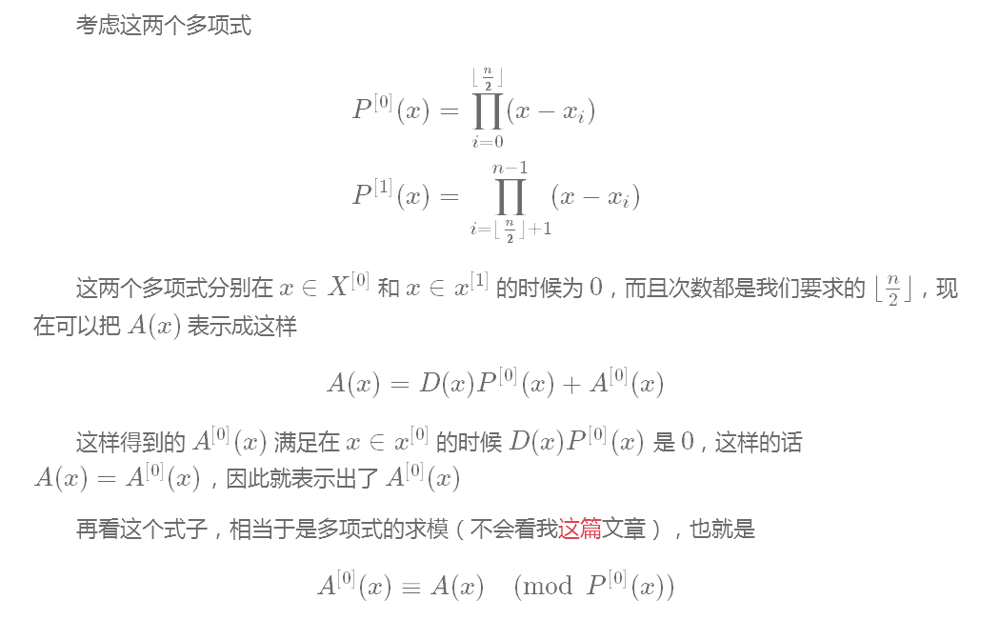 考虑这两个多项式
$P^{[0]}(x) = \prod_{i=0}^{\lfloor \frac{n}{2} \rfloor} (x - x_i)$
$P^{[1]}(x) = \prod_{i=\lfloor \frac{n}{2} \rfloor + 1}^{n-1} (x - x_i)$
这两个多项式分别在 $x \in X^{[0]}$ 和 $x \in x^{[1]}$ 的时候为 0，而且次数都是我们要求的 $\lfloor \frac{n}{2} \rfloor$，现
在可以把 $A(x)$ 表示成这样
$A(x) = D(x)P^{[0]}(x) + A^{[0]}(x)$
这样得到的 $A^{[0]}(x)$ 满足在 $x \in x^{[0]}$ 的时候 $D(x)P^{[0]}(x)$ 是 0，这样的话
$A(x) = A^{[0]}(x)$，因此就表示出了 $A^{[0]}(x)$
再看这个式子，相当于是多项式的求模（不会看我这篇文章），也就是
$A^{[0]}(x) \equiv A(x) \pmod{P^{[0]}(x)}$